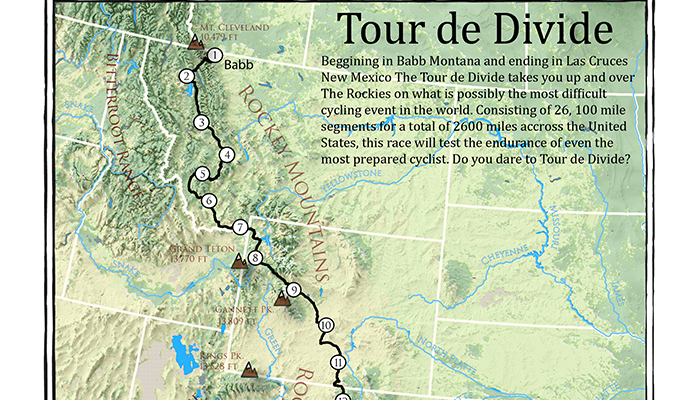 Tour de Divide
Beggining in Babb Montana and ending in Las Cruces
New Mexico The Tour de Divide takes you up and over
The Rockies on what is possibly the most difficult
cycling event in the world. Consisting of 26, 100 mile
segments for a total of 2600 miles accross the United
States, this race will test the endurance of even the
most prepared cyclist. Do you dare to Tour de Divide?
Mt. Cleveland
10,479 FT
1
Babb
2
BITTERROOT RANGE
ROCKEY MOUNTAINS
SNAKE
3
4
5
YELLOWSTONE
6
MISSOURI
7
Grand Teton
13770 FT
8
CHEYENNE
SNAKE
9
Gannett Pk.
13,809 FT
10
GREEN
NORTH PLATTE
11
Kings Pk.
13,528 FT
12